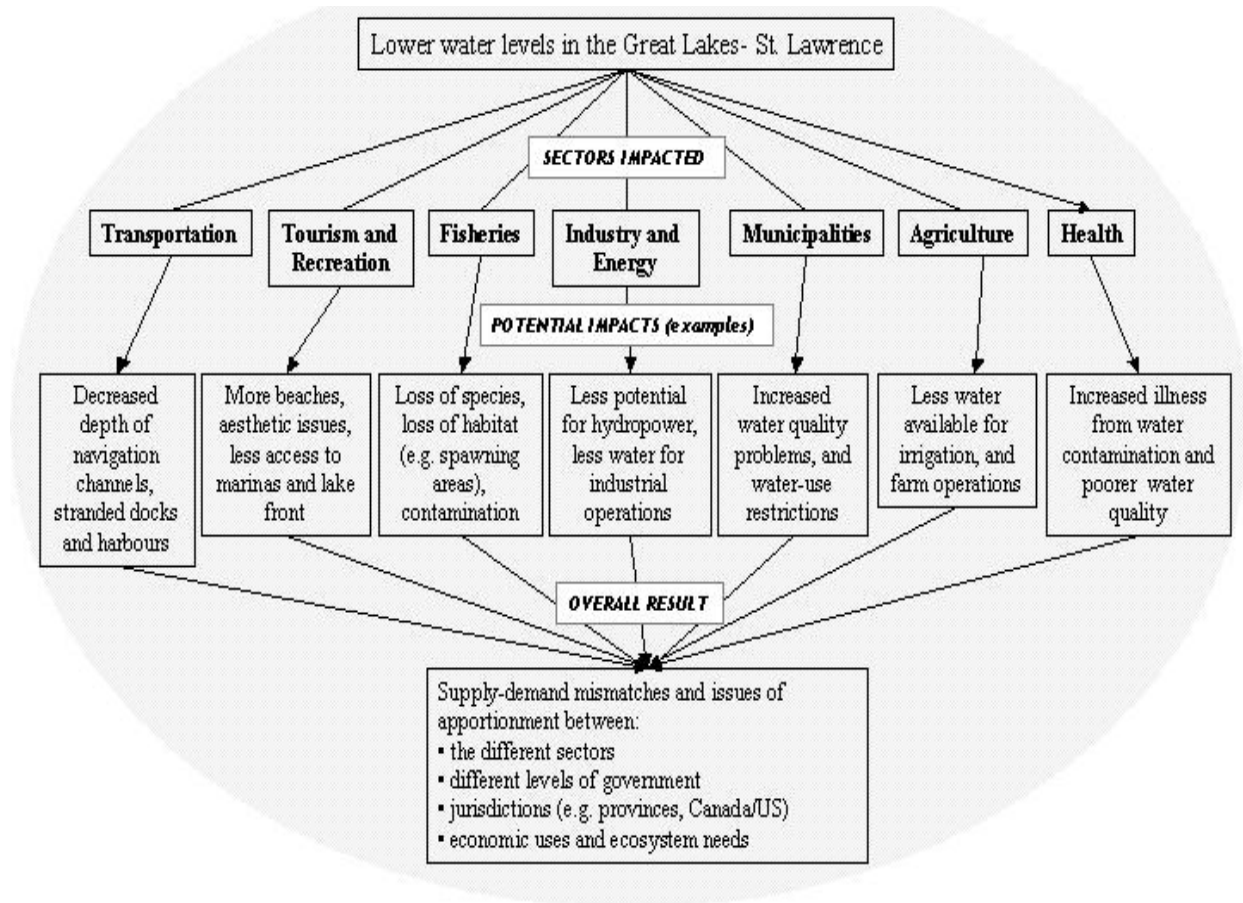 Lower water levels in the Great Lakes- St. Lawrence
SECTORS IMPACTED
Transportation
Tourism and
Recreation
Fisheries
Industry and
Energy
Municipalities
Agriculture
Health
POTENTIAL IMPACTS (examples)
Decreased
depth of
navigation
channels,
stranded docks
and harbours
More beaches,
aesthetic issues,
less access to
marinas and lake
front
Loss of species,
loss of habitat
(e.g. spawning
areas),
contamination
Less potential
for hydropower,
less water for
industrial
operations
Increased
water quality
problems, and
water-use
restrictions
Less water
available for
irrigation, and
farm operations
Increased illness
from water
contamination and
poorer water
quality
OVERALL RESULT
Supply-demand mismatches and issues of
apportionment between:
▪ the different sectors
▪ different levels of government
▪ jurisdictions (e.g. provinces, Canada/US)
▪ economic uses and ecosystem needs